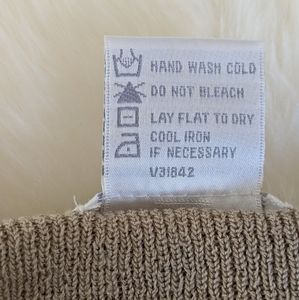 HAND WASH COLD
DO NOT BLEACH
LAY FLAT TO DRY
COOL IRON
IF NECESSARY
V31842